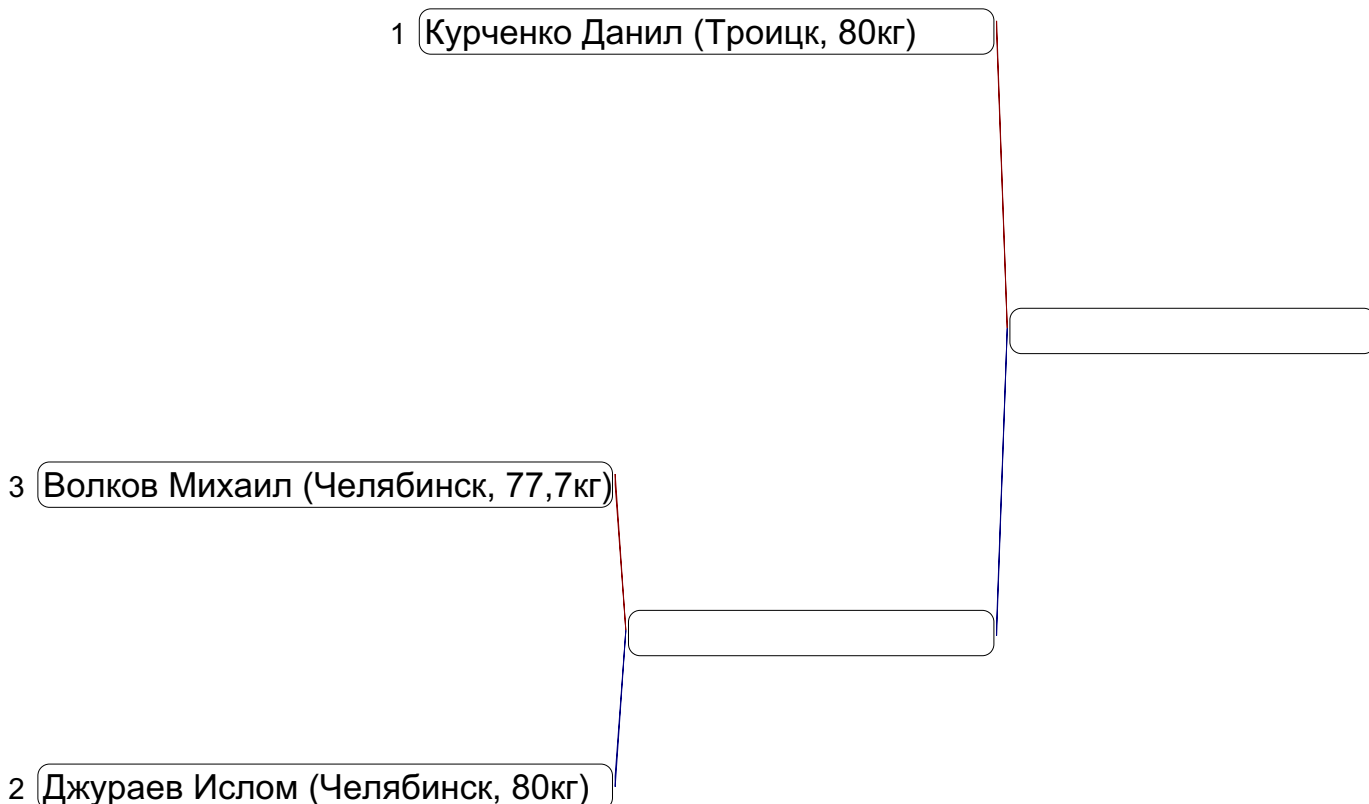 1 Курченко Данил (Троицк, 80кг)
3 Волков Михаил (Челябинск, 77,7кг)
2 Джураев Ислом (Челябинск, 80кг)